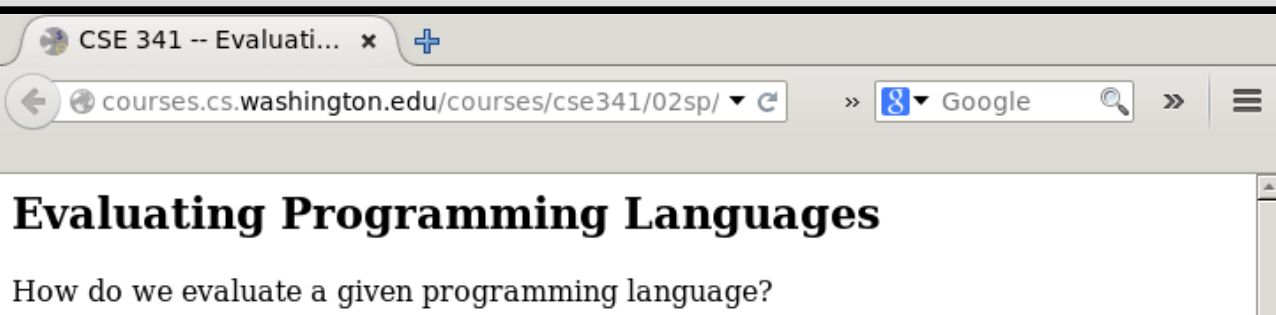 CSE 341 -- Evaluati...
courses.cs.washington.edu/courses/cse341/02sp/ » 8 Google »
Evaluating Programming Languages
How do we evaluate a given programming language?